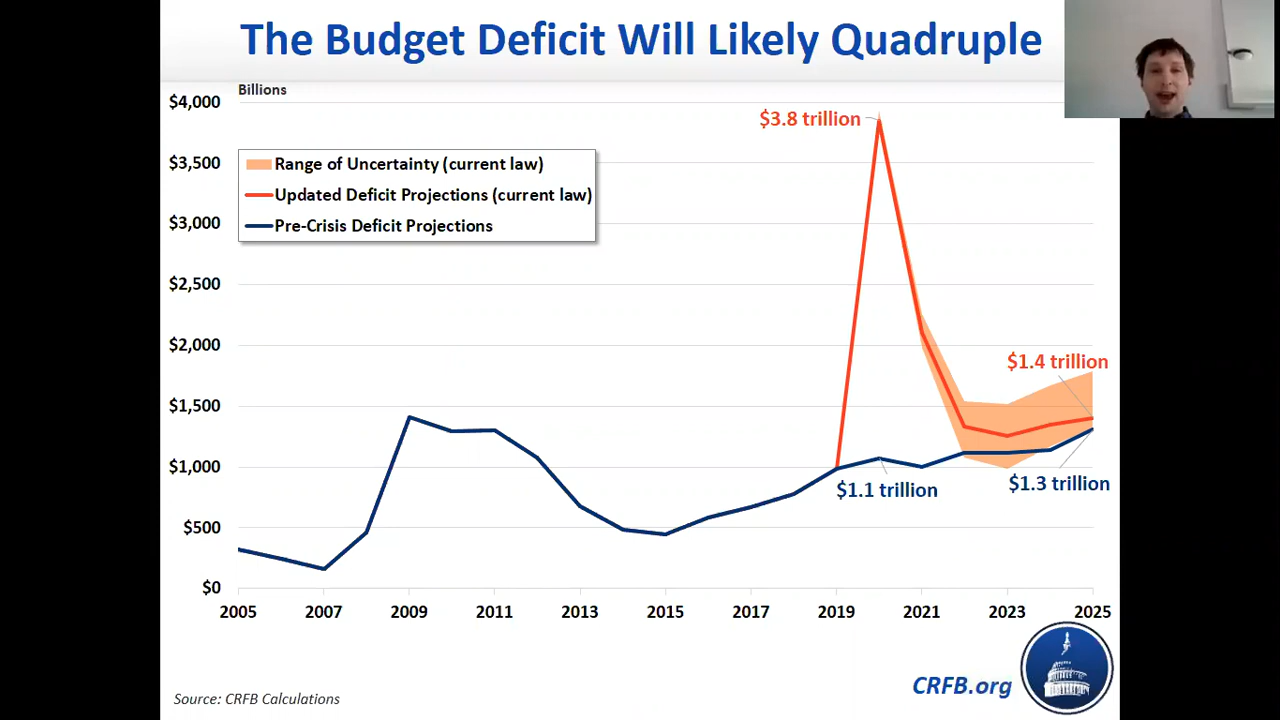 The Budget Deficit Will Likely Quadruple
Billions
$4,000
$3,500
$3,000
$2,500
$2,000
$1,500
$1,000
$500
$0
Range of Uncertainty (current law)
Updated Deficit Projections (current law)
Pre-Crisis Deficit Projections
$3.8 trillion
$1.4 trillion
$1.1 trillion
$1.3 trillion
2005 2007 2009 2011 2013 2015 2017 2019 2021 2023 2025
Source: CRFB Calculations
CRFB.org